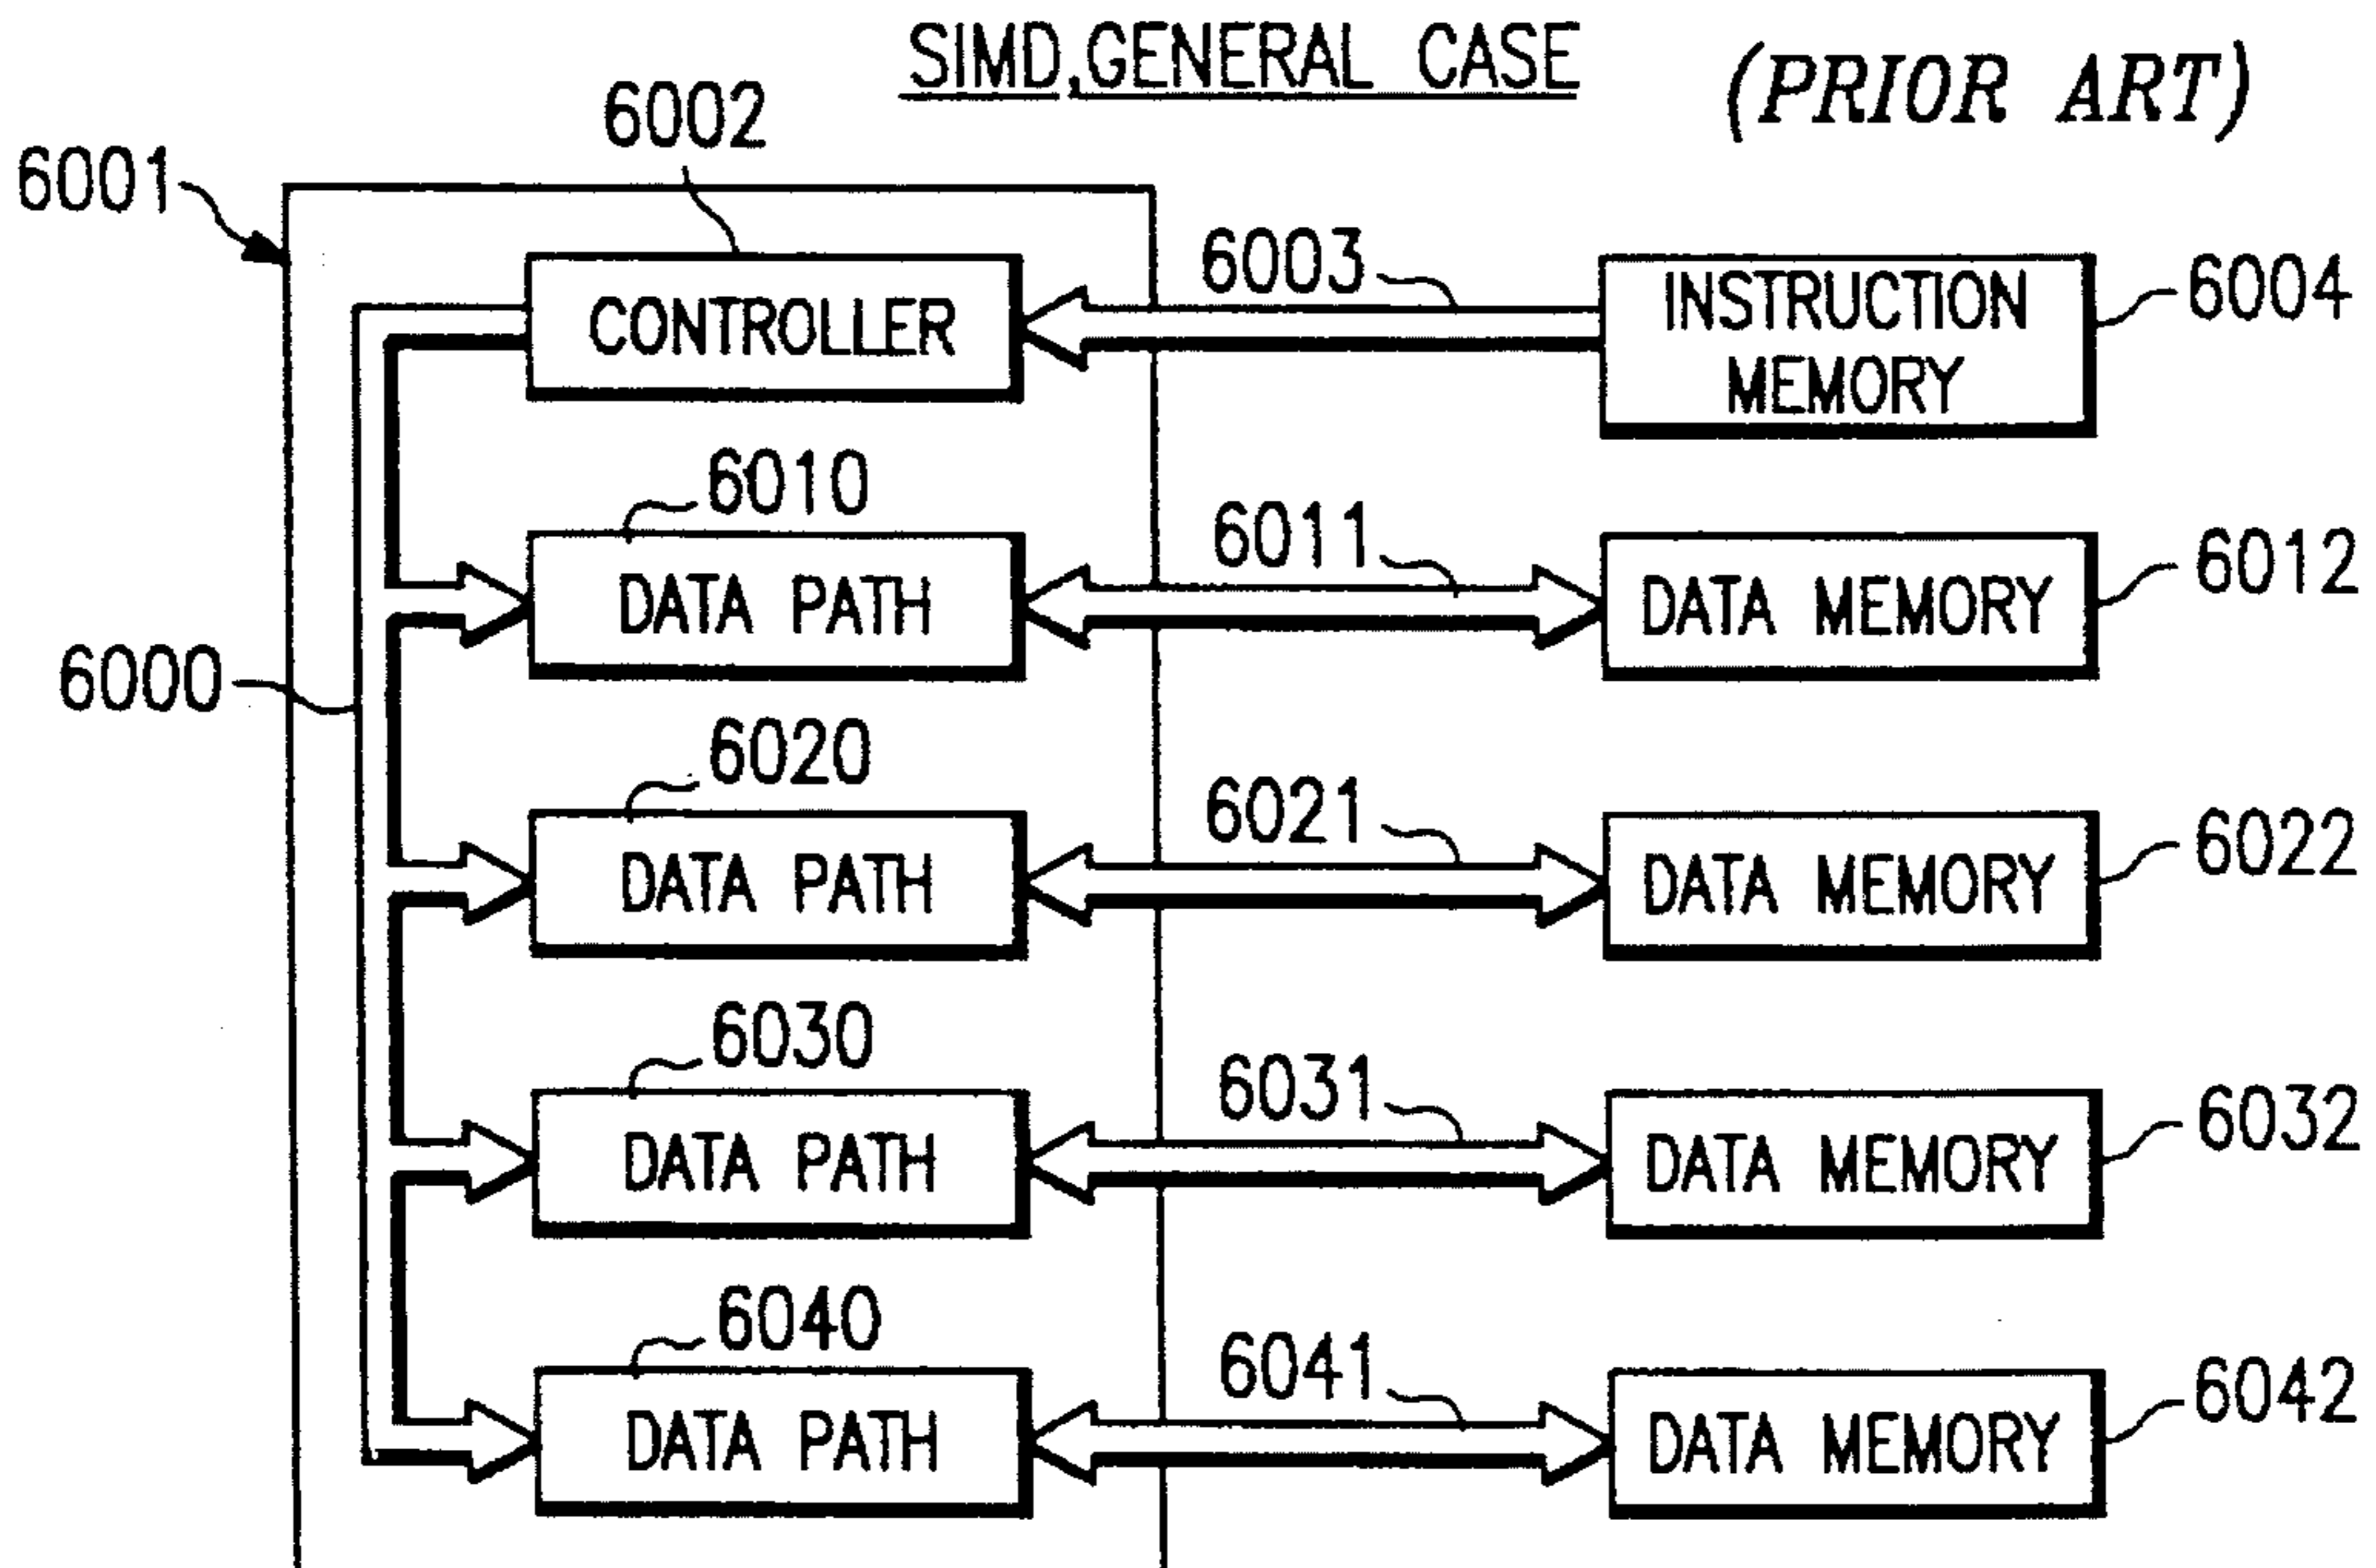 SIMD, GENERAL CASE
(PRIOR ART)
6002
6001
6003
6004
CONTROLLER
INSTRUCTION
MEMORY
6010
6011
6012
DATA PATH
DATA MEMORY
6000
6020
6021
6022
DATA PATH
DATA MEMORY
6030
6031
6032
DATA PATH
DATA MEMORY
6040
6041
6042
DATA PATH
DATA MEMORY